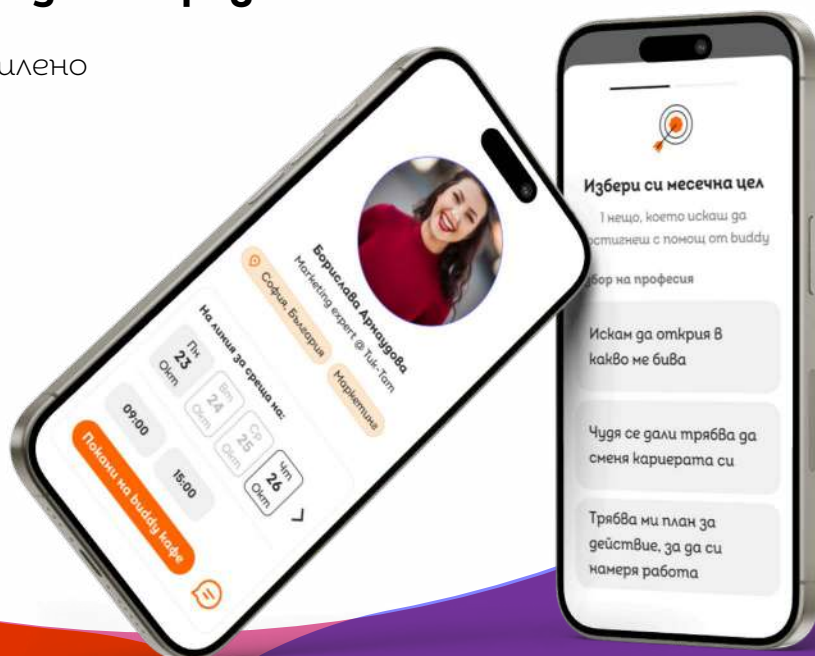 Борислава Арнаудова
Marketing expert @ Tuk-Tam
София, България
Маркетинг
На линия за среща на:
Пн
23
Окт
Вт
24
Окт
Ср
25
Окт
Чт
26
Окт
09:00
15:00
Покани на buddy кафе
Избери си месечна цел
1 нещо, което искаш да
с помощ от buddy
на професия
Искам да открия в
какво ме бива
Чудя се дали трябва да
сменя кариерата си
Трябва ми план за
действие, за да си
намеря работа